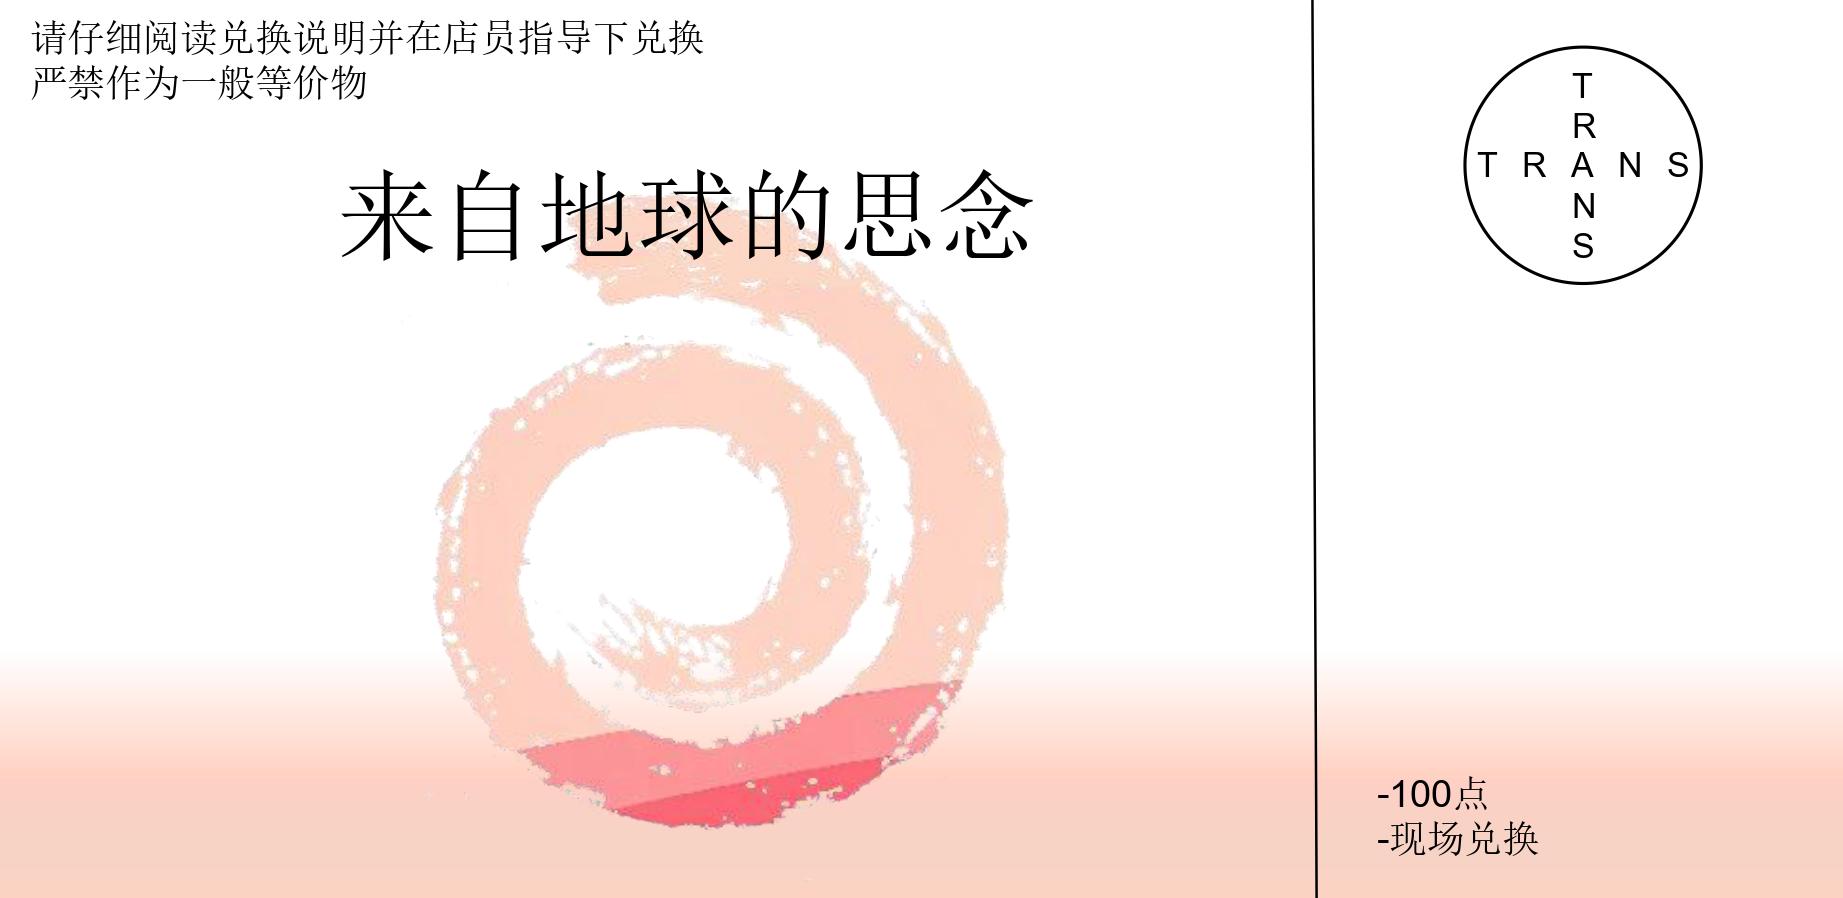 请仔细阅读兑换说明并在店员指导下兑换
严禁作为一般等价物
来自地球的思念
T
R
T R A N S
N
S
-100点
-现场兑换